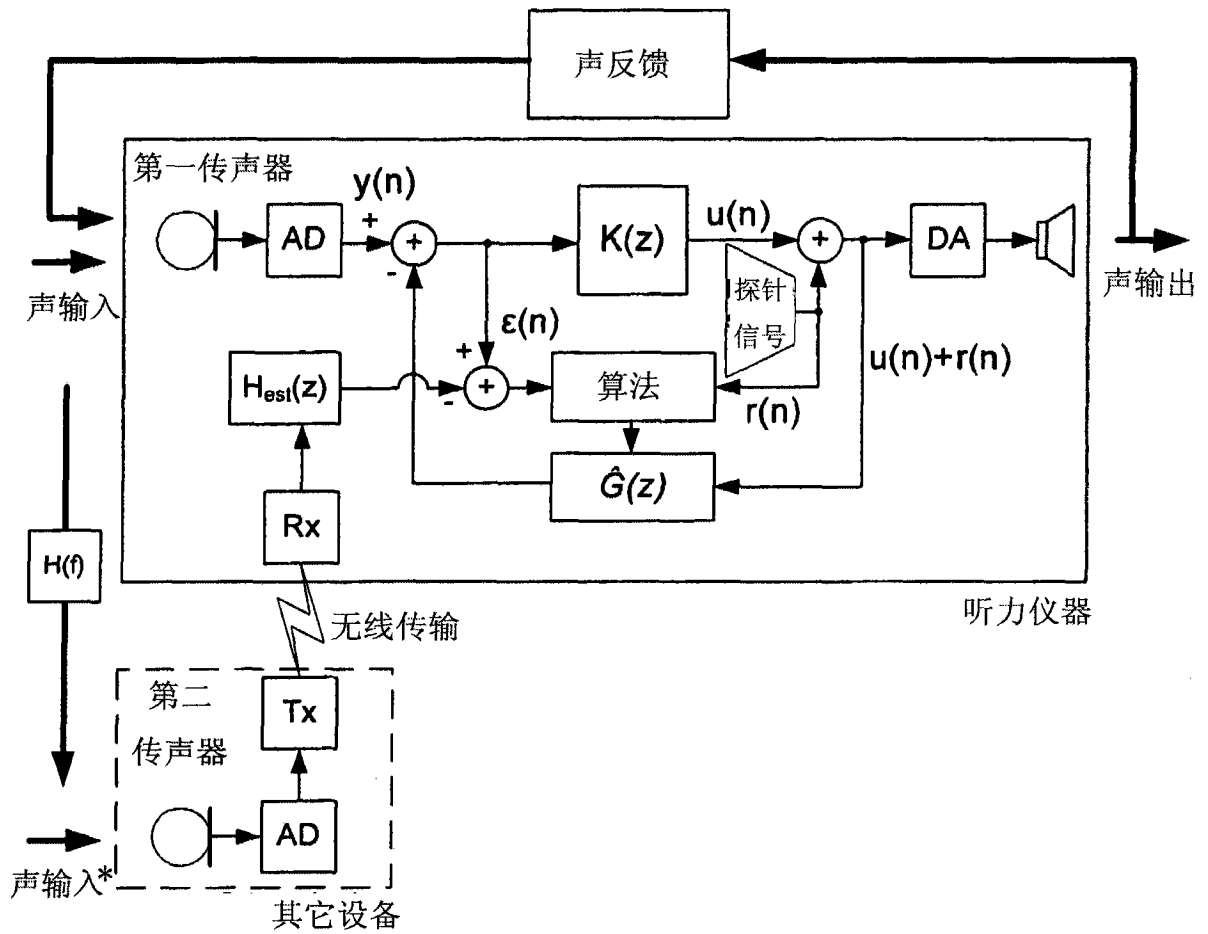 声反馈
第一传声器
y(n)
+
AD
+
-
K(z)
u(n)
+
DA
声输入
声输出
探针
信号
ε(n)
u(n)+r(n)
Hest(z)
+
-
+
算法
r(n)
Ĝ(z)
Rx
H(f)
听力仪器
无线传输
第二
传声器
Tx
AD
声输入*
其它设备